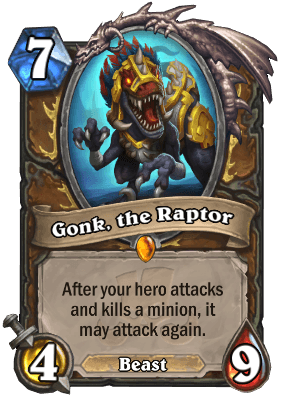 7
Gonk, the Raptor
After your hero attacks
and kills a minion, it
may attack again.
4
Beast
9